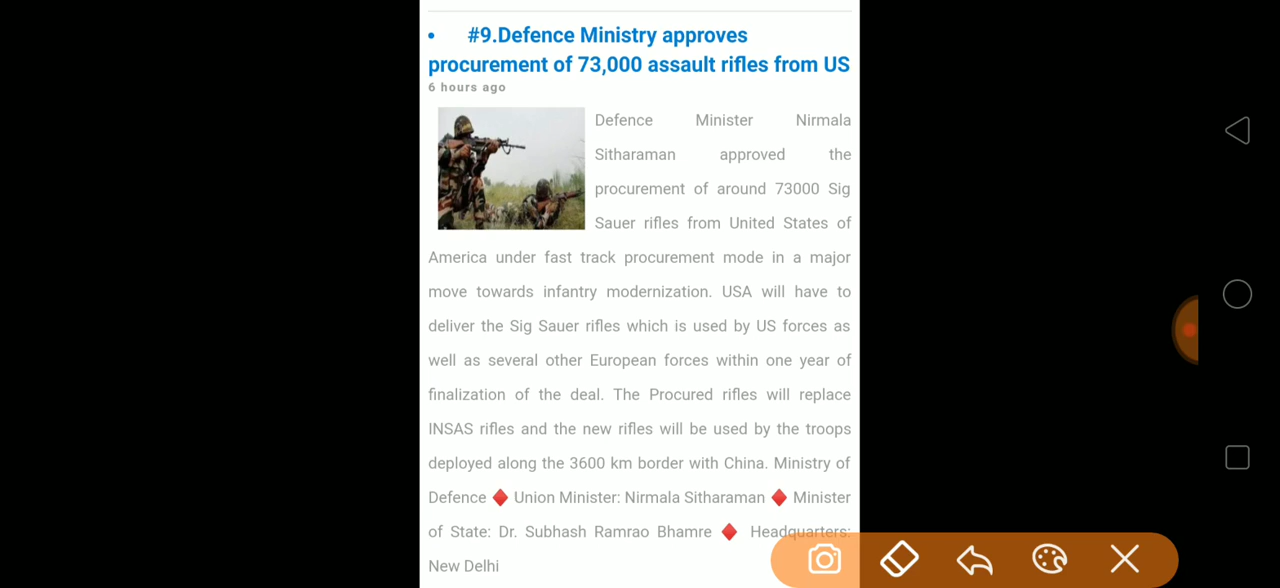 • #9.Defence Ministry approves
procurement of 73,000 assault rifles from US
6 hours ago
Defence Minister Nirmala
Sitharaman approved the
procurement of around 73000 Sig
Sauer rifles from United States of
America under fast track procurement mode in a major
move towards infantry modernization. USA will have to
deliver the Sig Sauer rifles which is used by US forces as
well as several other European forces within one year of
finalization of the deal. The Procured rifles will replace
INSAS rifles and the new rifles will be used by the troops
deployed along the 3600 km border with China. Ministry of
Defence ♦ Union Minister: Nirmala Sitharaman ♦ Minister
of State: Dr. Subhash Ramrao Bhamre ♦ Headquarters:
New Delhi